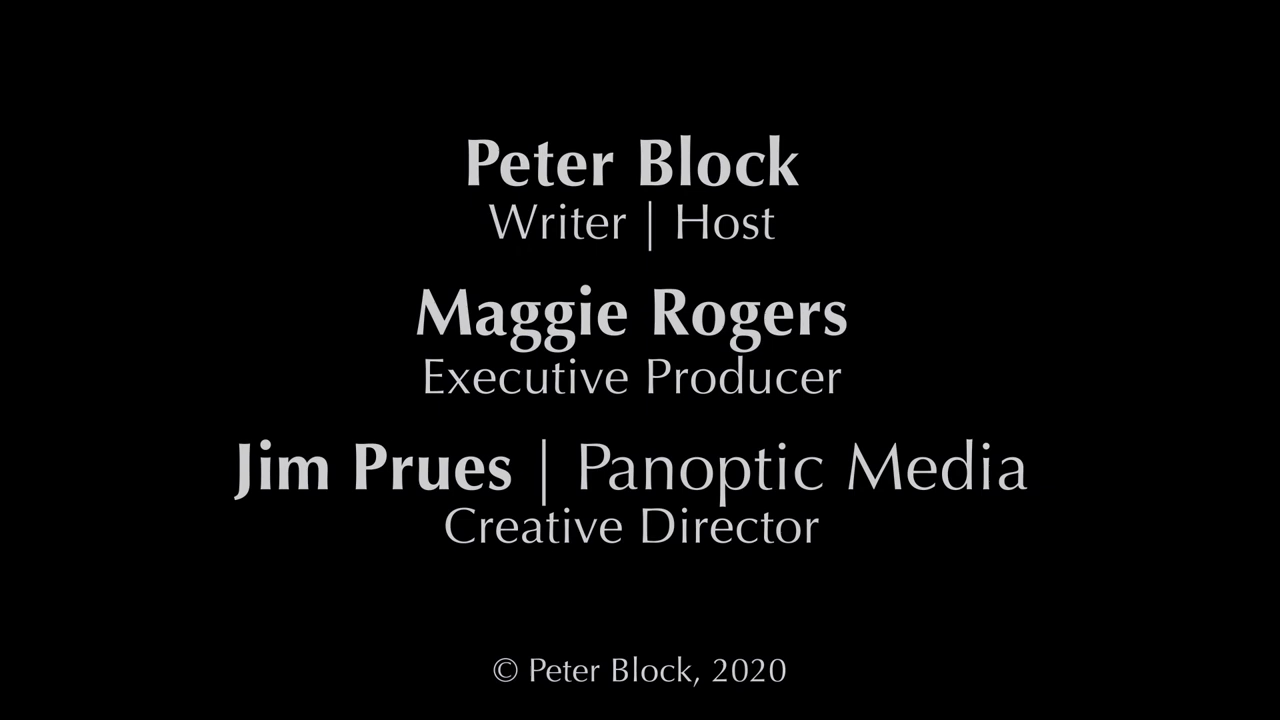 Peter Block
Writer | Host
Maggie Rogers
Executive Producer
Jim Prues | Panoptic Media
Creative Director
© Peter Block, 2020